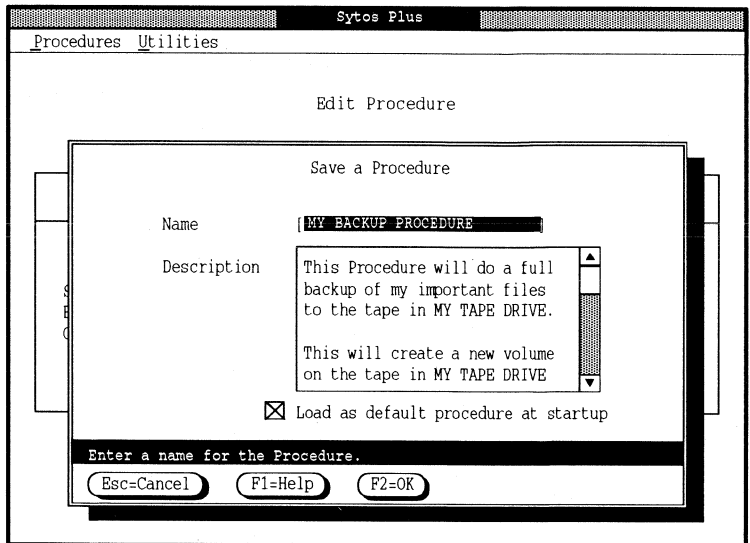 Sytos Plus
Procedures Utilities
Edit Procedure
Save a Procedure
Name [MY BACKUP PROCEDURE]
Description
This Procedure will do a full
backup of my important files
to the tape in MY TAPE DRIVE.
This will create a new volume
on the tape in MY TAPE DRIVE
Load as default procedure at startup
Enter a name for the Procedure.
Esc=Cancel F1=Help F2=OK